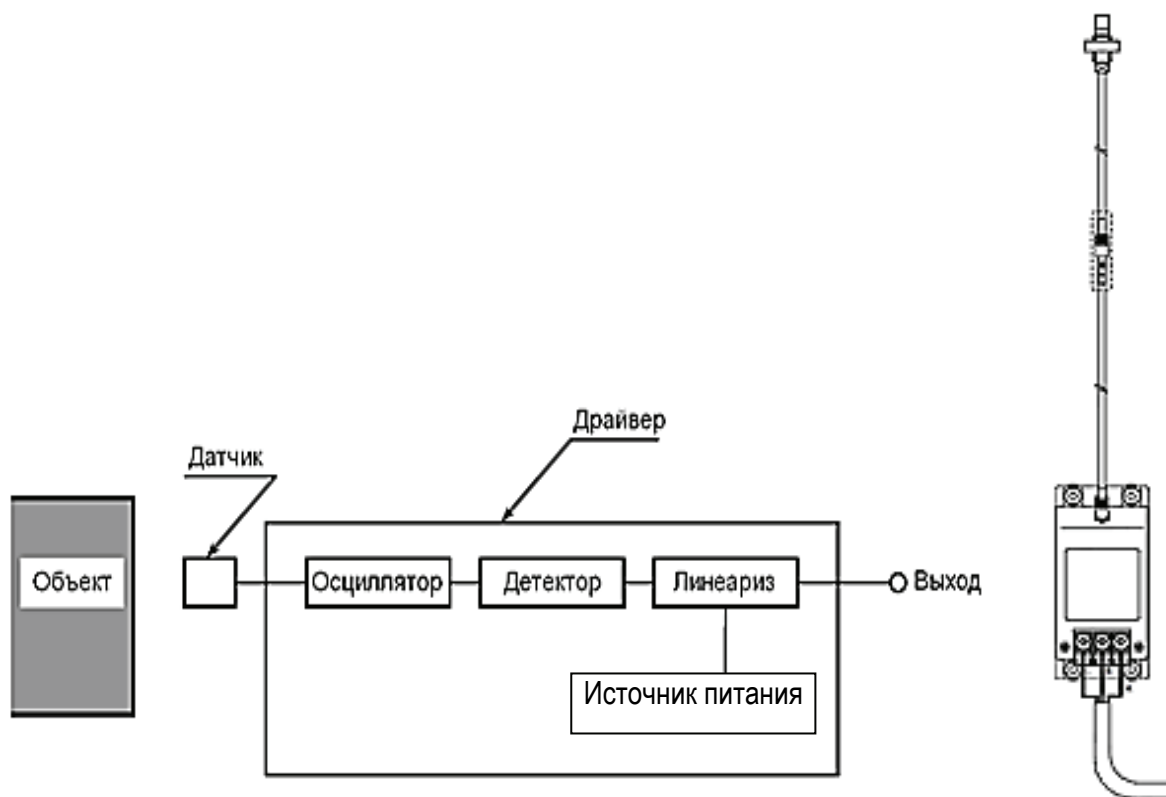 Драйвер
Датчик
Объект
Осциллятор
Детектор
Линеариз
Выход
Источник питания